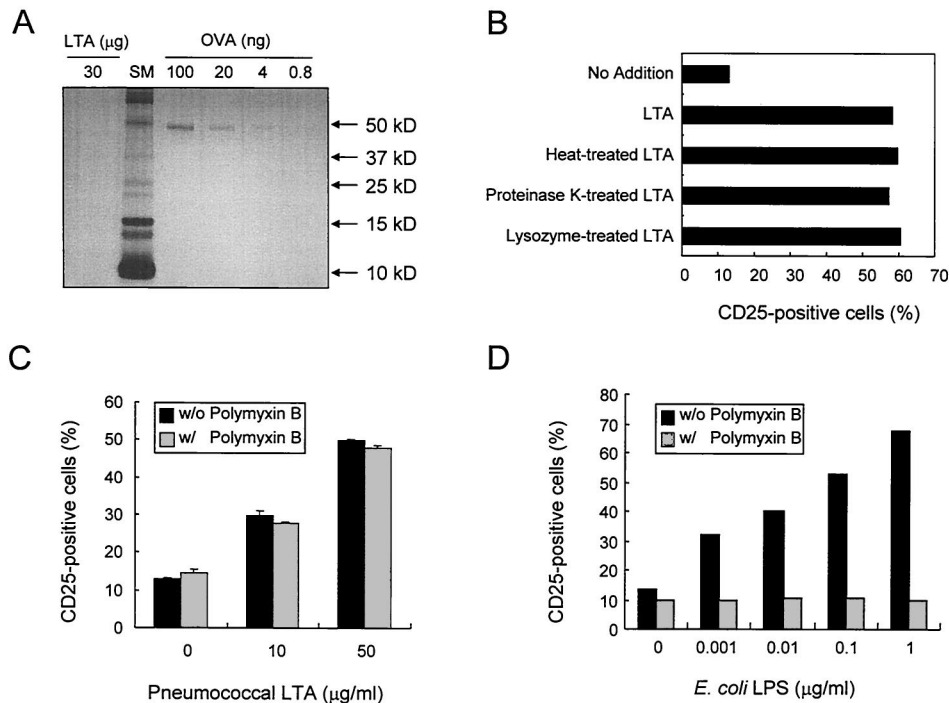 A
LTA (μg) OVA (ng)
30 SM 100 20 4 0.8
50 kD
37 kD
25 kD
15 kD
10 kD
B
No Addition
LTA
Heat-treated LTA
Proteinase K-treated LTA
Lysozyme-treated LTA
0 10 20 30 40 50 60 70
CD25-positive cells (%)
C
CD25-positive cells (%)
60
50
40
30
20
10
0
w/o Polymyxin B
w/ Polymyxin B
0 10 50
Pneumococcal LTA (μg/ml)
D
CD25-positive cells (%)
80
70
60
50
40
30
20
10
0
w/o Polymyxin B
w/ Polymyxin B
0 0.001 0.01 0.1 1
E. coli LPS (μg/ml)